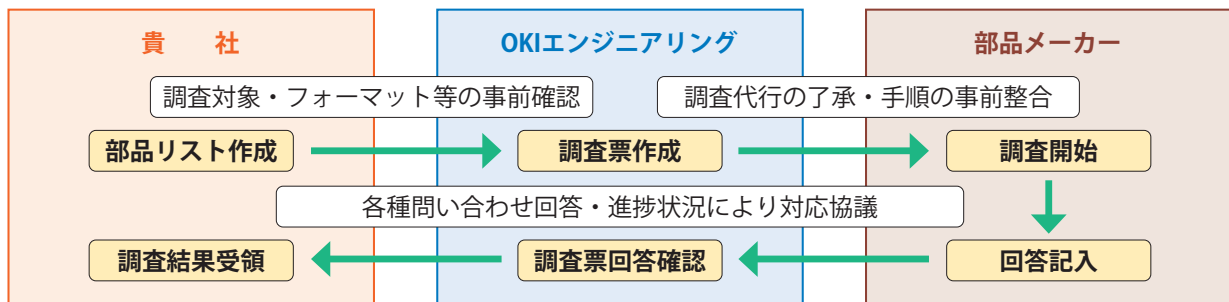 貴　社
OKIエンジニアリング
部品メーカー
調査対象・フォーマット等の事前確認
調査代行の了承・手順の事前整合
部品リスト作成
調査票作成
調査開始
各種問い合わせ回答・進捗状況により対応協議
調査結果受領
調査票回答確認
回答記入